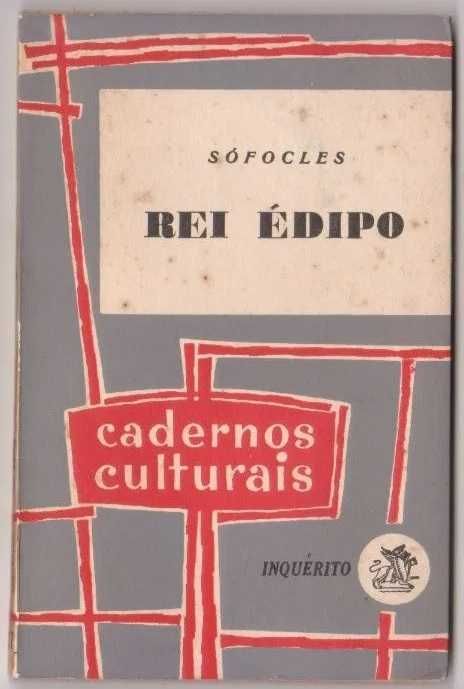 SÓFOCLES
REI ÉDIPO
cadernos
culturais
INQUÉRITO